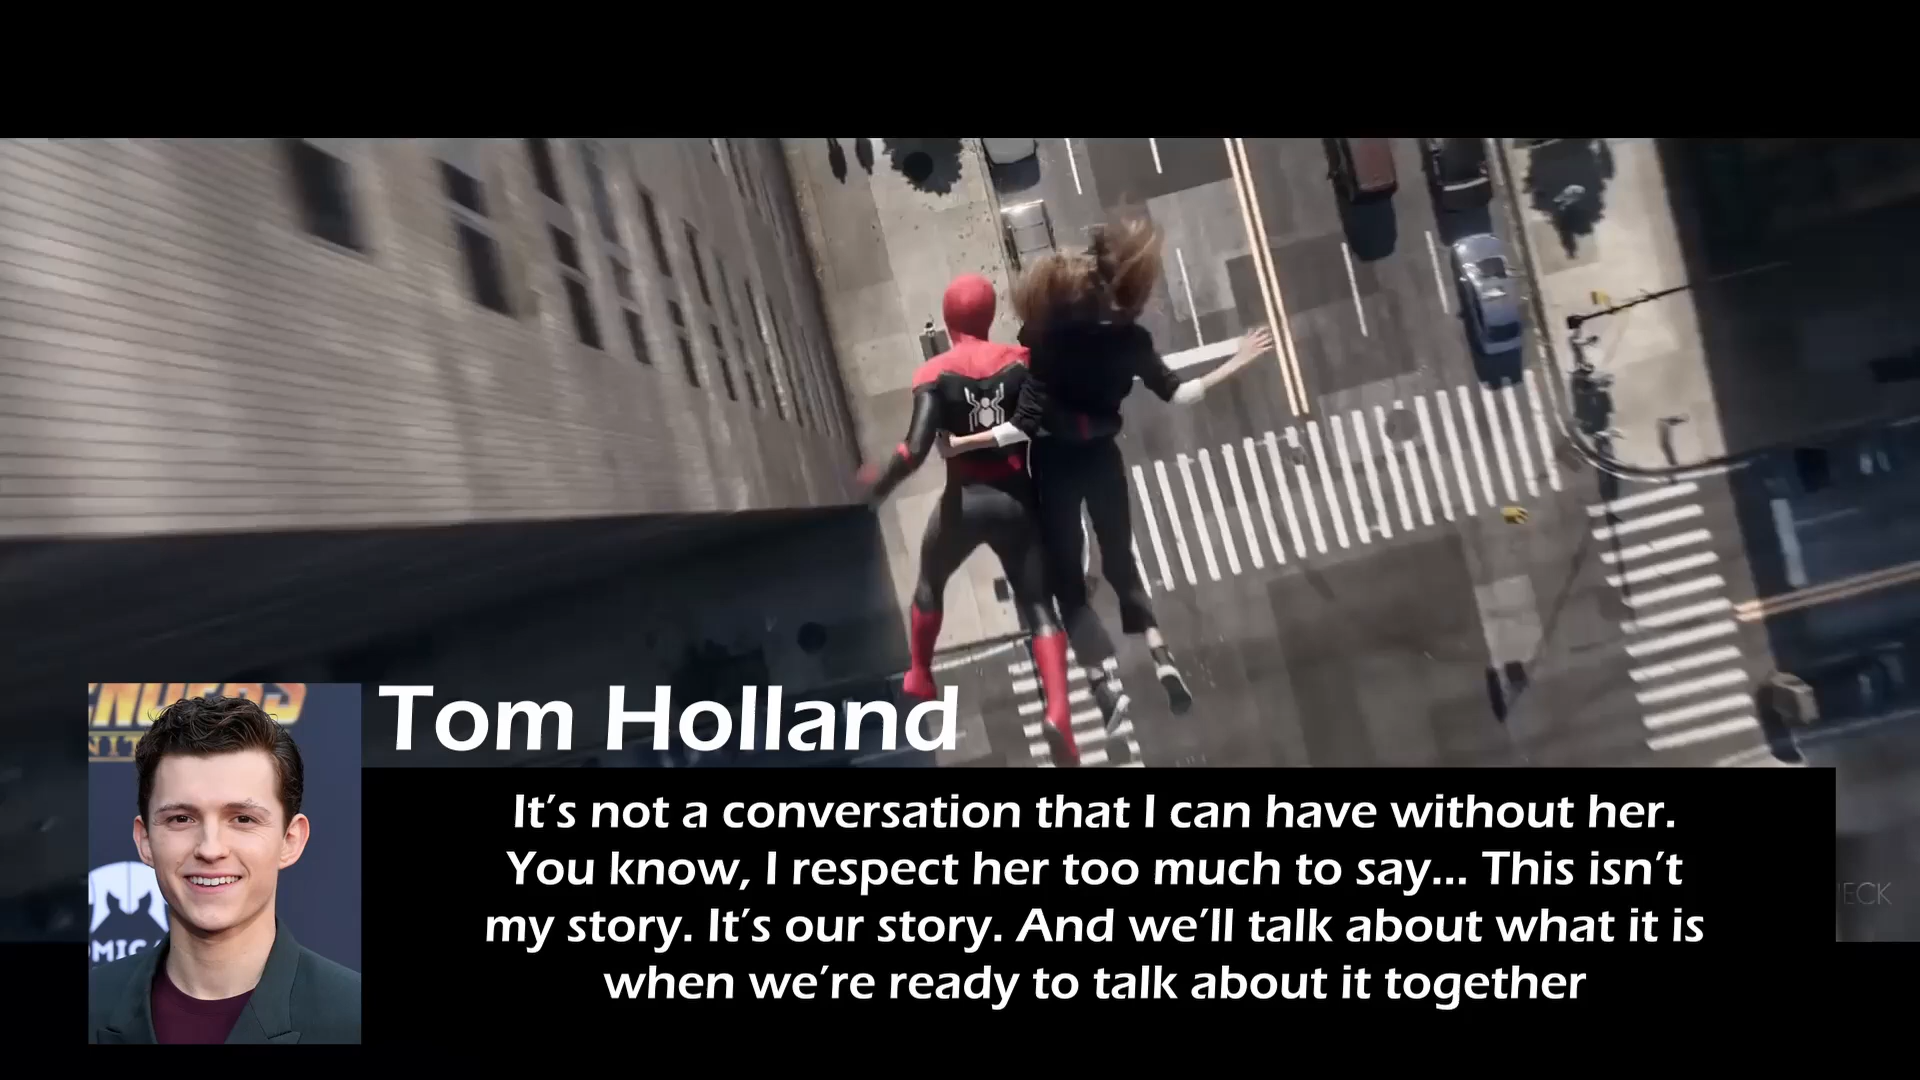 Tom Holland
It's not a conversation that I can have without her.
You know, I respect her too much to say... This isn't
my story. It's our story. And we'll talk about what it is
when we're ready to talk about it together
ECK